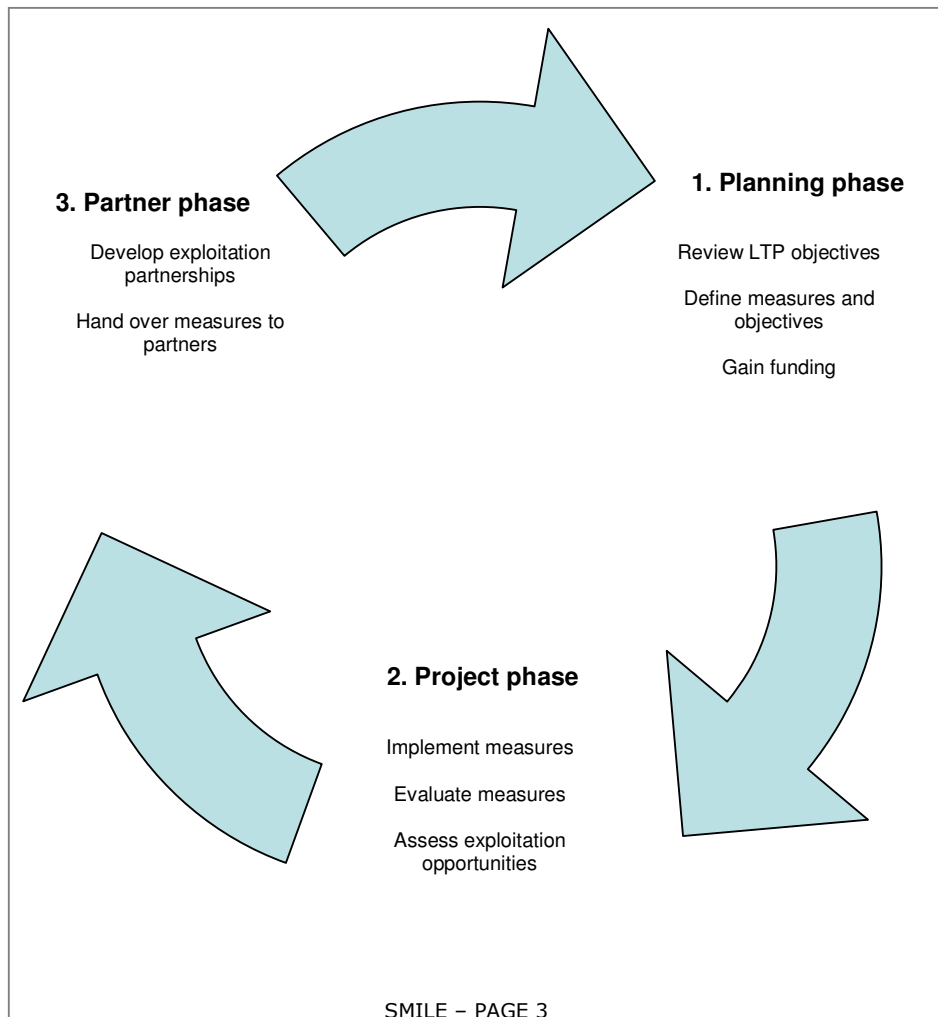 1. Planning phase
Review LTP objectives
Define measures and
objectives
Gain funding
2. Project phase
Implement measures
Evaluate measures
Assess exploitation
opportunities
3. Partner phase
Develop exploitation
partnerships
Hand over measures to
partners
SMILE – PAGE 3